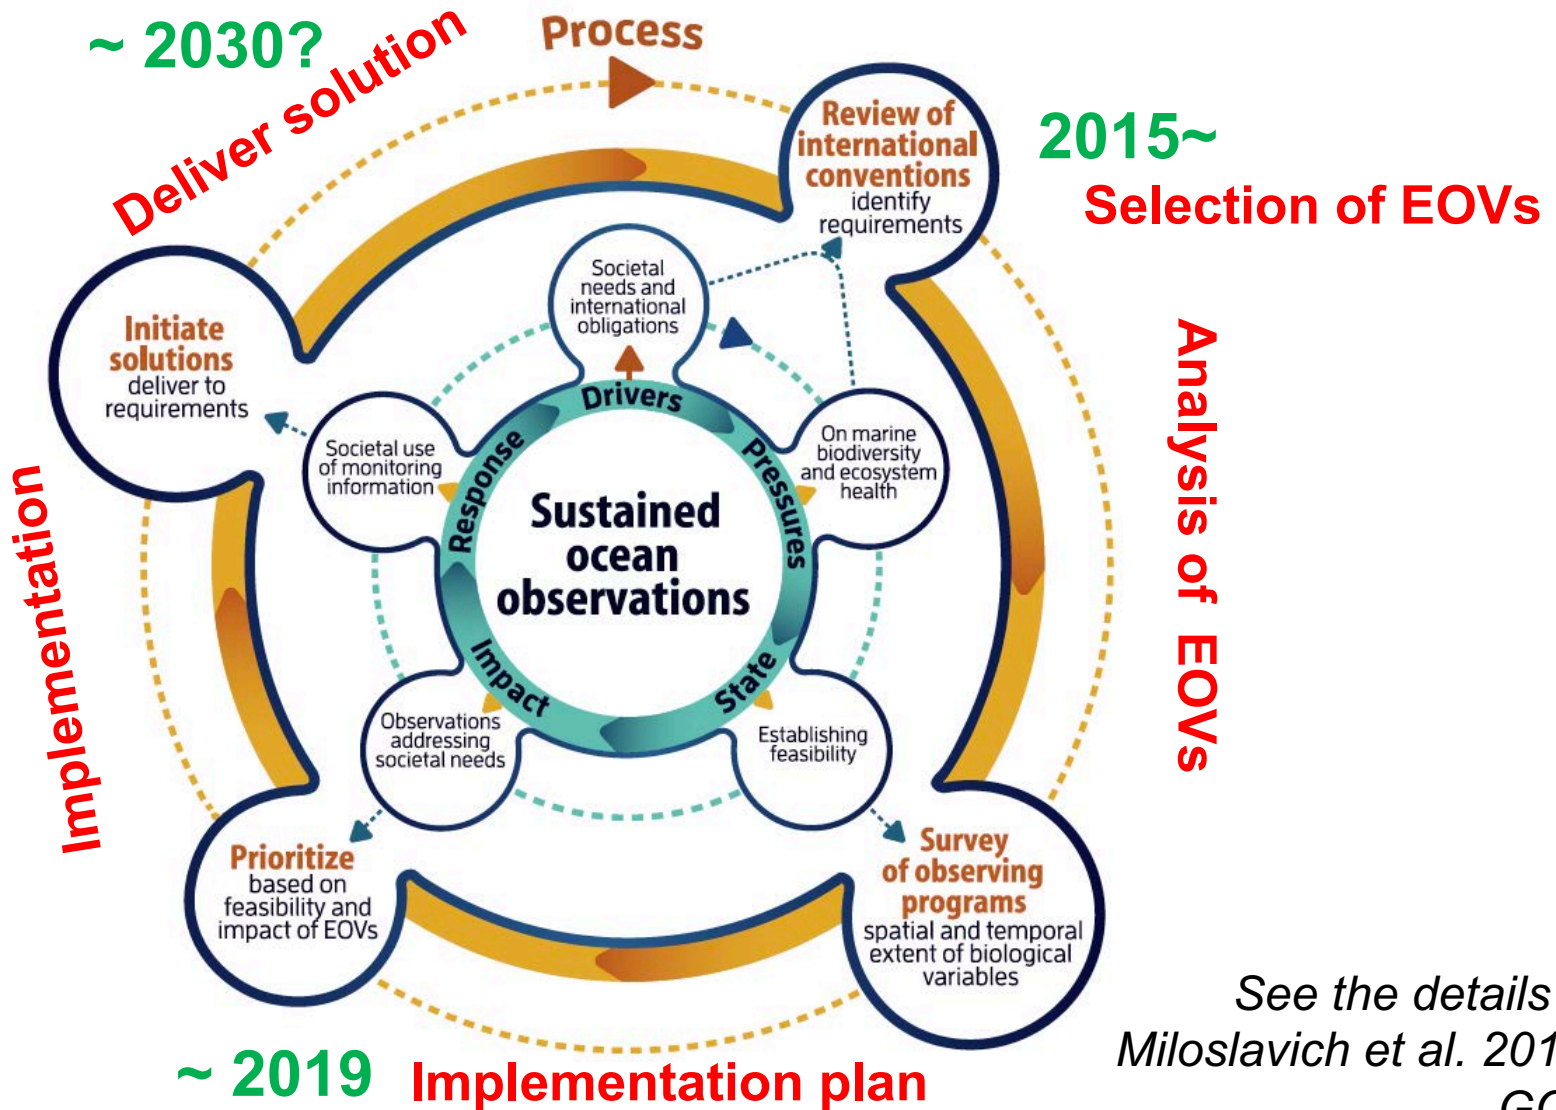 ~ 2030?
Deliver solution
Process
Review of
international
conventions
identify
requirements
2015~
Selection of EOVs
Societal
needs and
international
obligations
Initiate
solutions
deliver to
requirements
Societal use
of monitoring
information
On marine
biodiversity
and ecosystem
health
Drivers
Pressures
State
Impact
Response
Sustained
ocean
observations
Analysis of EOVs
Implementation
Observations
addressing
societal needs
Establishing
feasibility
Prioritize
based on
feasibility and
impact of EOVs
Survey
of observing
programs
spatial and temporal
extent of biological
variables
~ 2019
Implementation plan
See the details
Miloslavich et al. 201